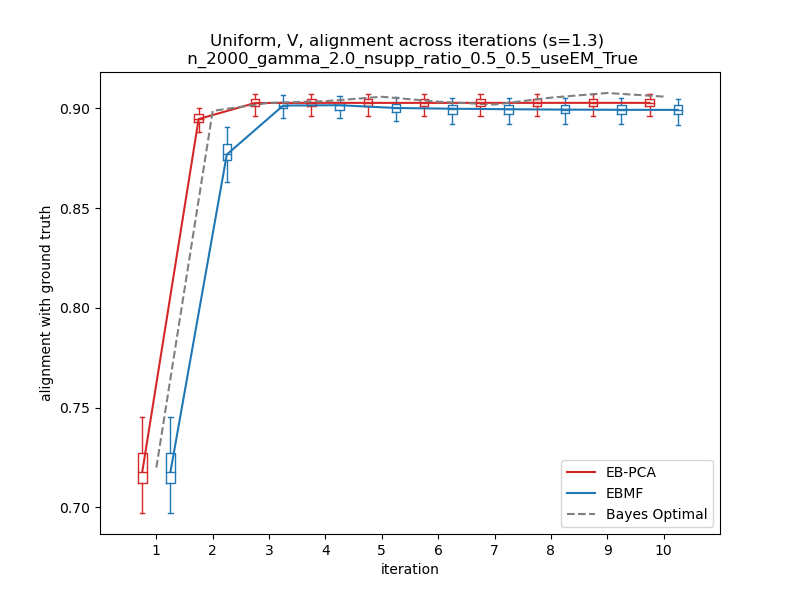 Uniform, V, alignment across iterations (s=1.3)
n_2000_gamma_2.0_nsupp_ratio_0.5_0.5_useEM_True
alignment with ground truth
0.90
0.85
0.80
0.75
0.70
EB-PCA
EBMF
Bayes Optimal
1 2 3 4 5 6 7 8 9 10
iteration